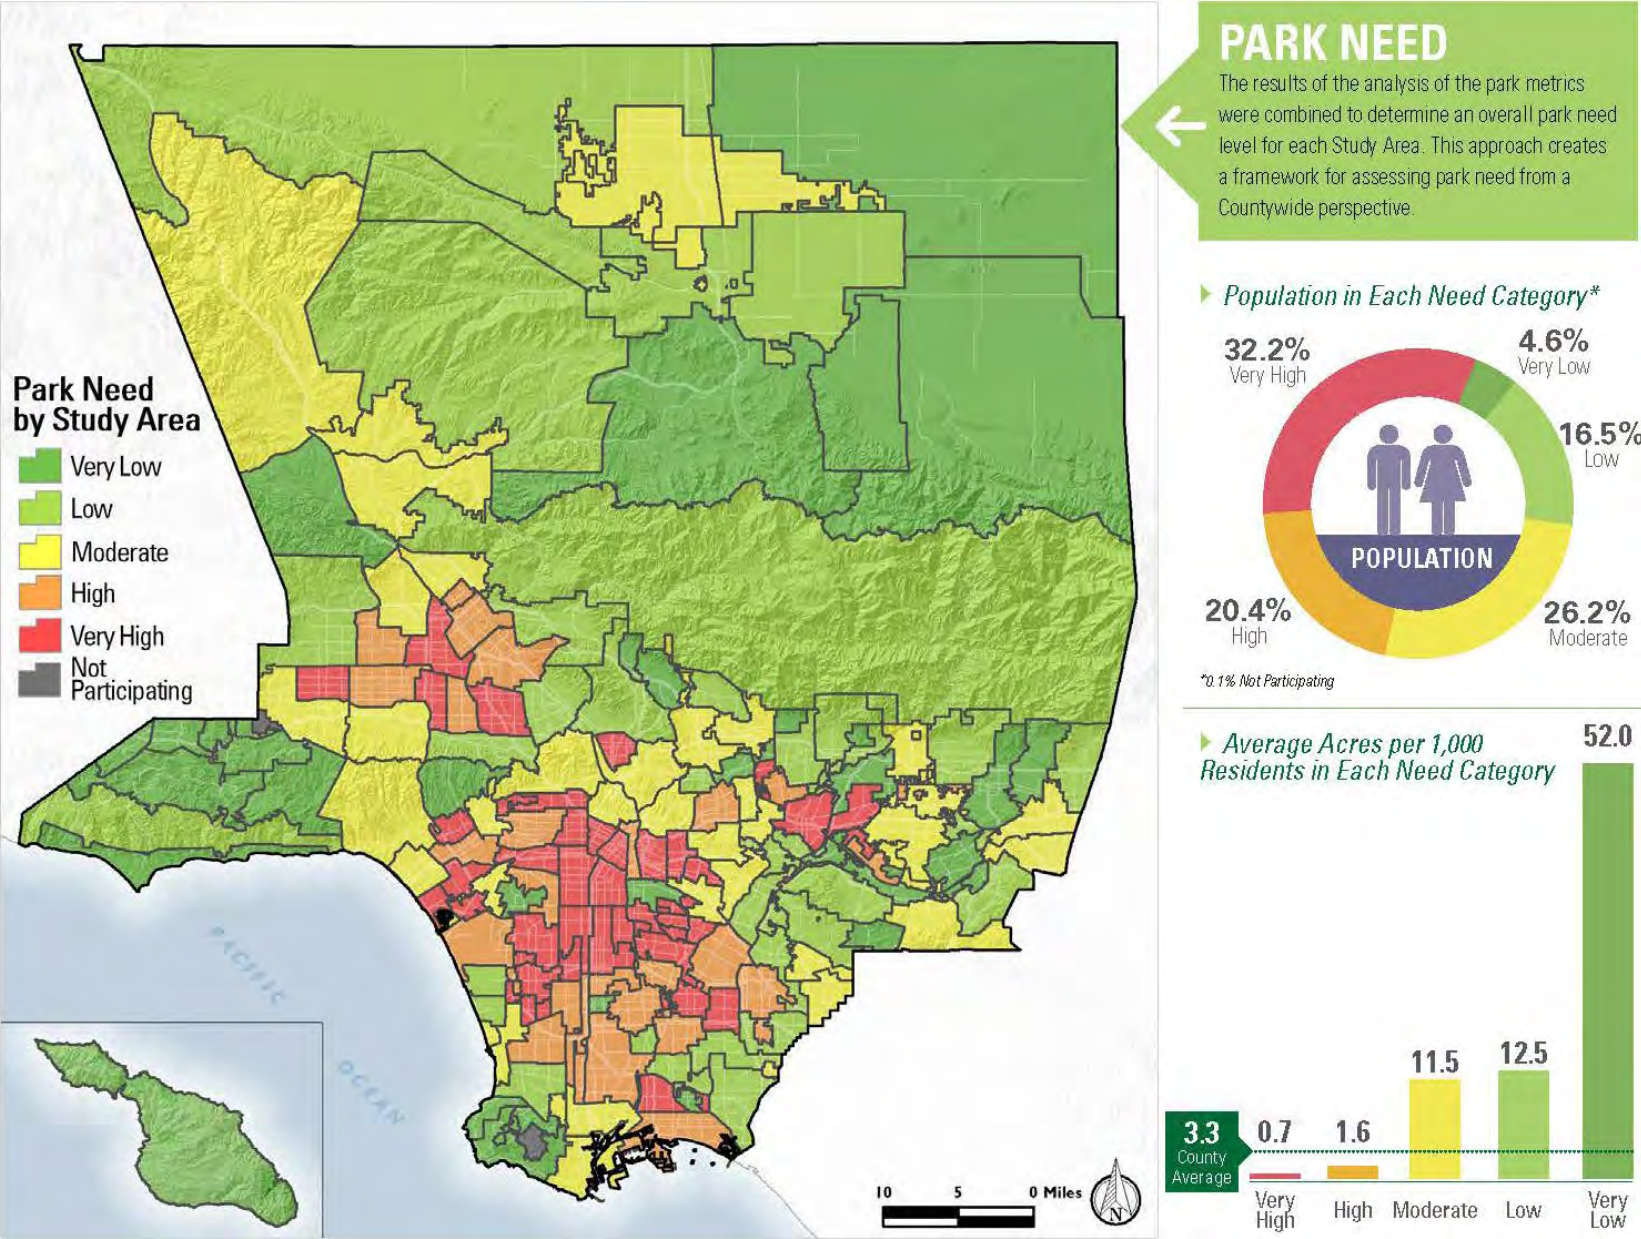 PARK NEED
The results of the analysis of the park metrics
were combined to determine an overall park need
level for each Study Area. This approach creates
a framework for assessing park need from a
Countywide perspective.
Population in Each Need Category*
32.2%
Very High
4.6%
Very Low
16.5%
Low
POPULATION
20.4%
High
26.2%
Moderate
*0.1% Not Participating
Average Acres per 1,000
Residents in Each Need Category
52.0
12.5
11.5
1.6
0.7
3.3
County
Average
Very
High
High
Moderate
Low
Very
Low
Park Need
by Study Area
Very Low
Low
Moderate
High
Very High
Not
Participating
PACIFIC
OCEAN
10 5 0 Miles
N